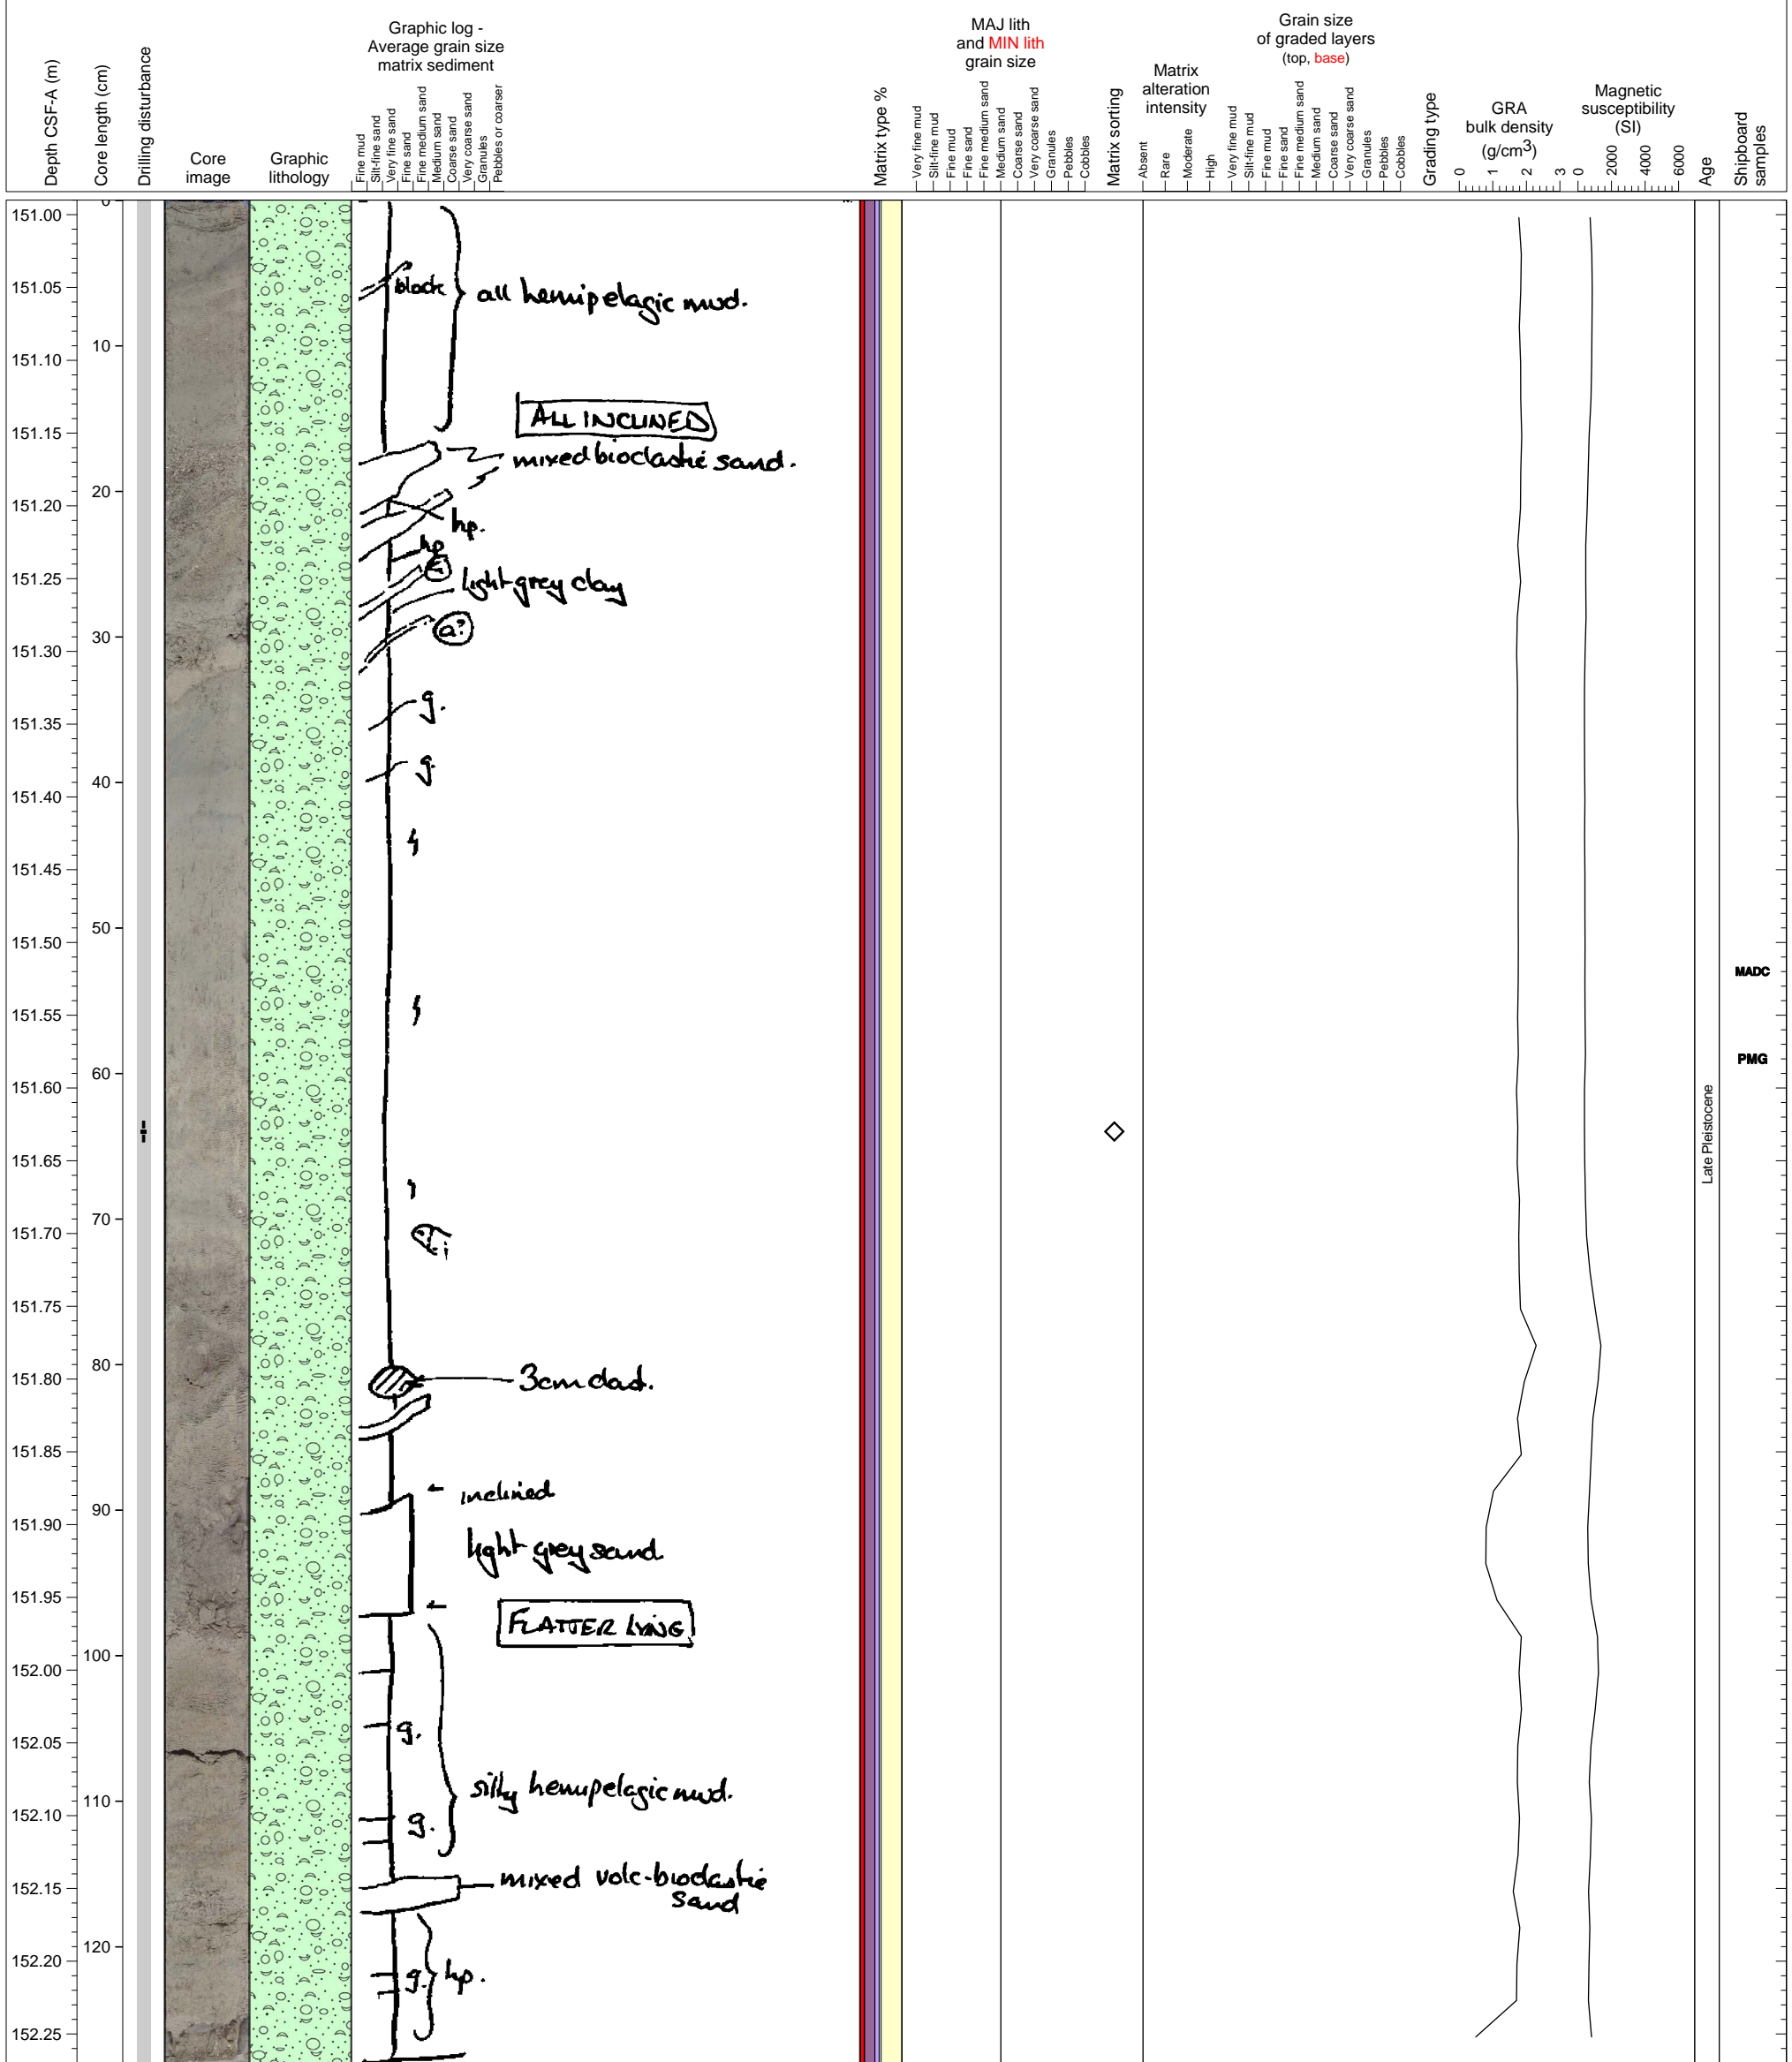 Depth CSF-A (m)
Core length (cm)
Drilling disturbance
Core
image
Graphic
lithology
Graphic log -
Average grain size
matrix sediment
Fine mud
Silt-fine sand
Very fine sand
Fine sand
Fine medium sand
Medium sand
Coarse sand
Very coarse sand
Granules
Pebbles or coarser
Matrix type %
MAJ lith
and MIN lith
grain size
Very fine mud
Silt-fine mud
Fine mud
Fine sand
Fine medium sand
Medium sand
Coarse sand
Very coarse sand
Granules
Pebbles
Cobbles
Matrix sorting
Matrix
alteration
intensity
Absent
Rare
Moderate
High
Grain size
of graded layers
(top, base)
Very fine mud
Silt-fine mud
Fine mud
Fine sand
Fine medium sand
Medium sand
Coarse sand
Very coarse sand
Granules
Pebbles
Cobbles
Grading type
GRA
bulk density
(g/cm3)
0 1 2 3
Magnetic
susceptibility
(SI)
0 2000 4000 6000
Age
Shipboard
samples
151.00
151.05
151.10
151.15
151.20
151.25
151.30
151.35
151.40
151.45
151.50
151.55
151.60
151.65
151.70
151.75
151.80
151.85
151.90
151.95
152.00
152.05
152.10
152.15
152.20
152.25
0
10
20
30
40
50
60
70
80
90
100
110
120
block
all hemipelagic mud.
ALL INCLINED
mixed bioclastic sand.
hp.
hp
light grey clay
a?
g.
g.
3cm clast.
inclined
light grey sand
FLATTER LYING
g.
silty hemipelagic mud.
g.
mixed volc-bioclastic
sand
g. hp.
Late Pleistocene
MADC
PMG